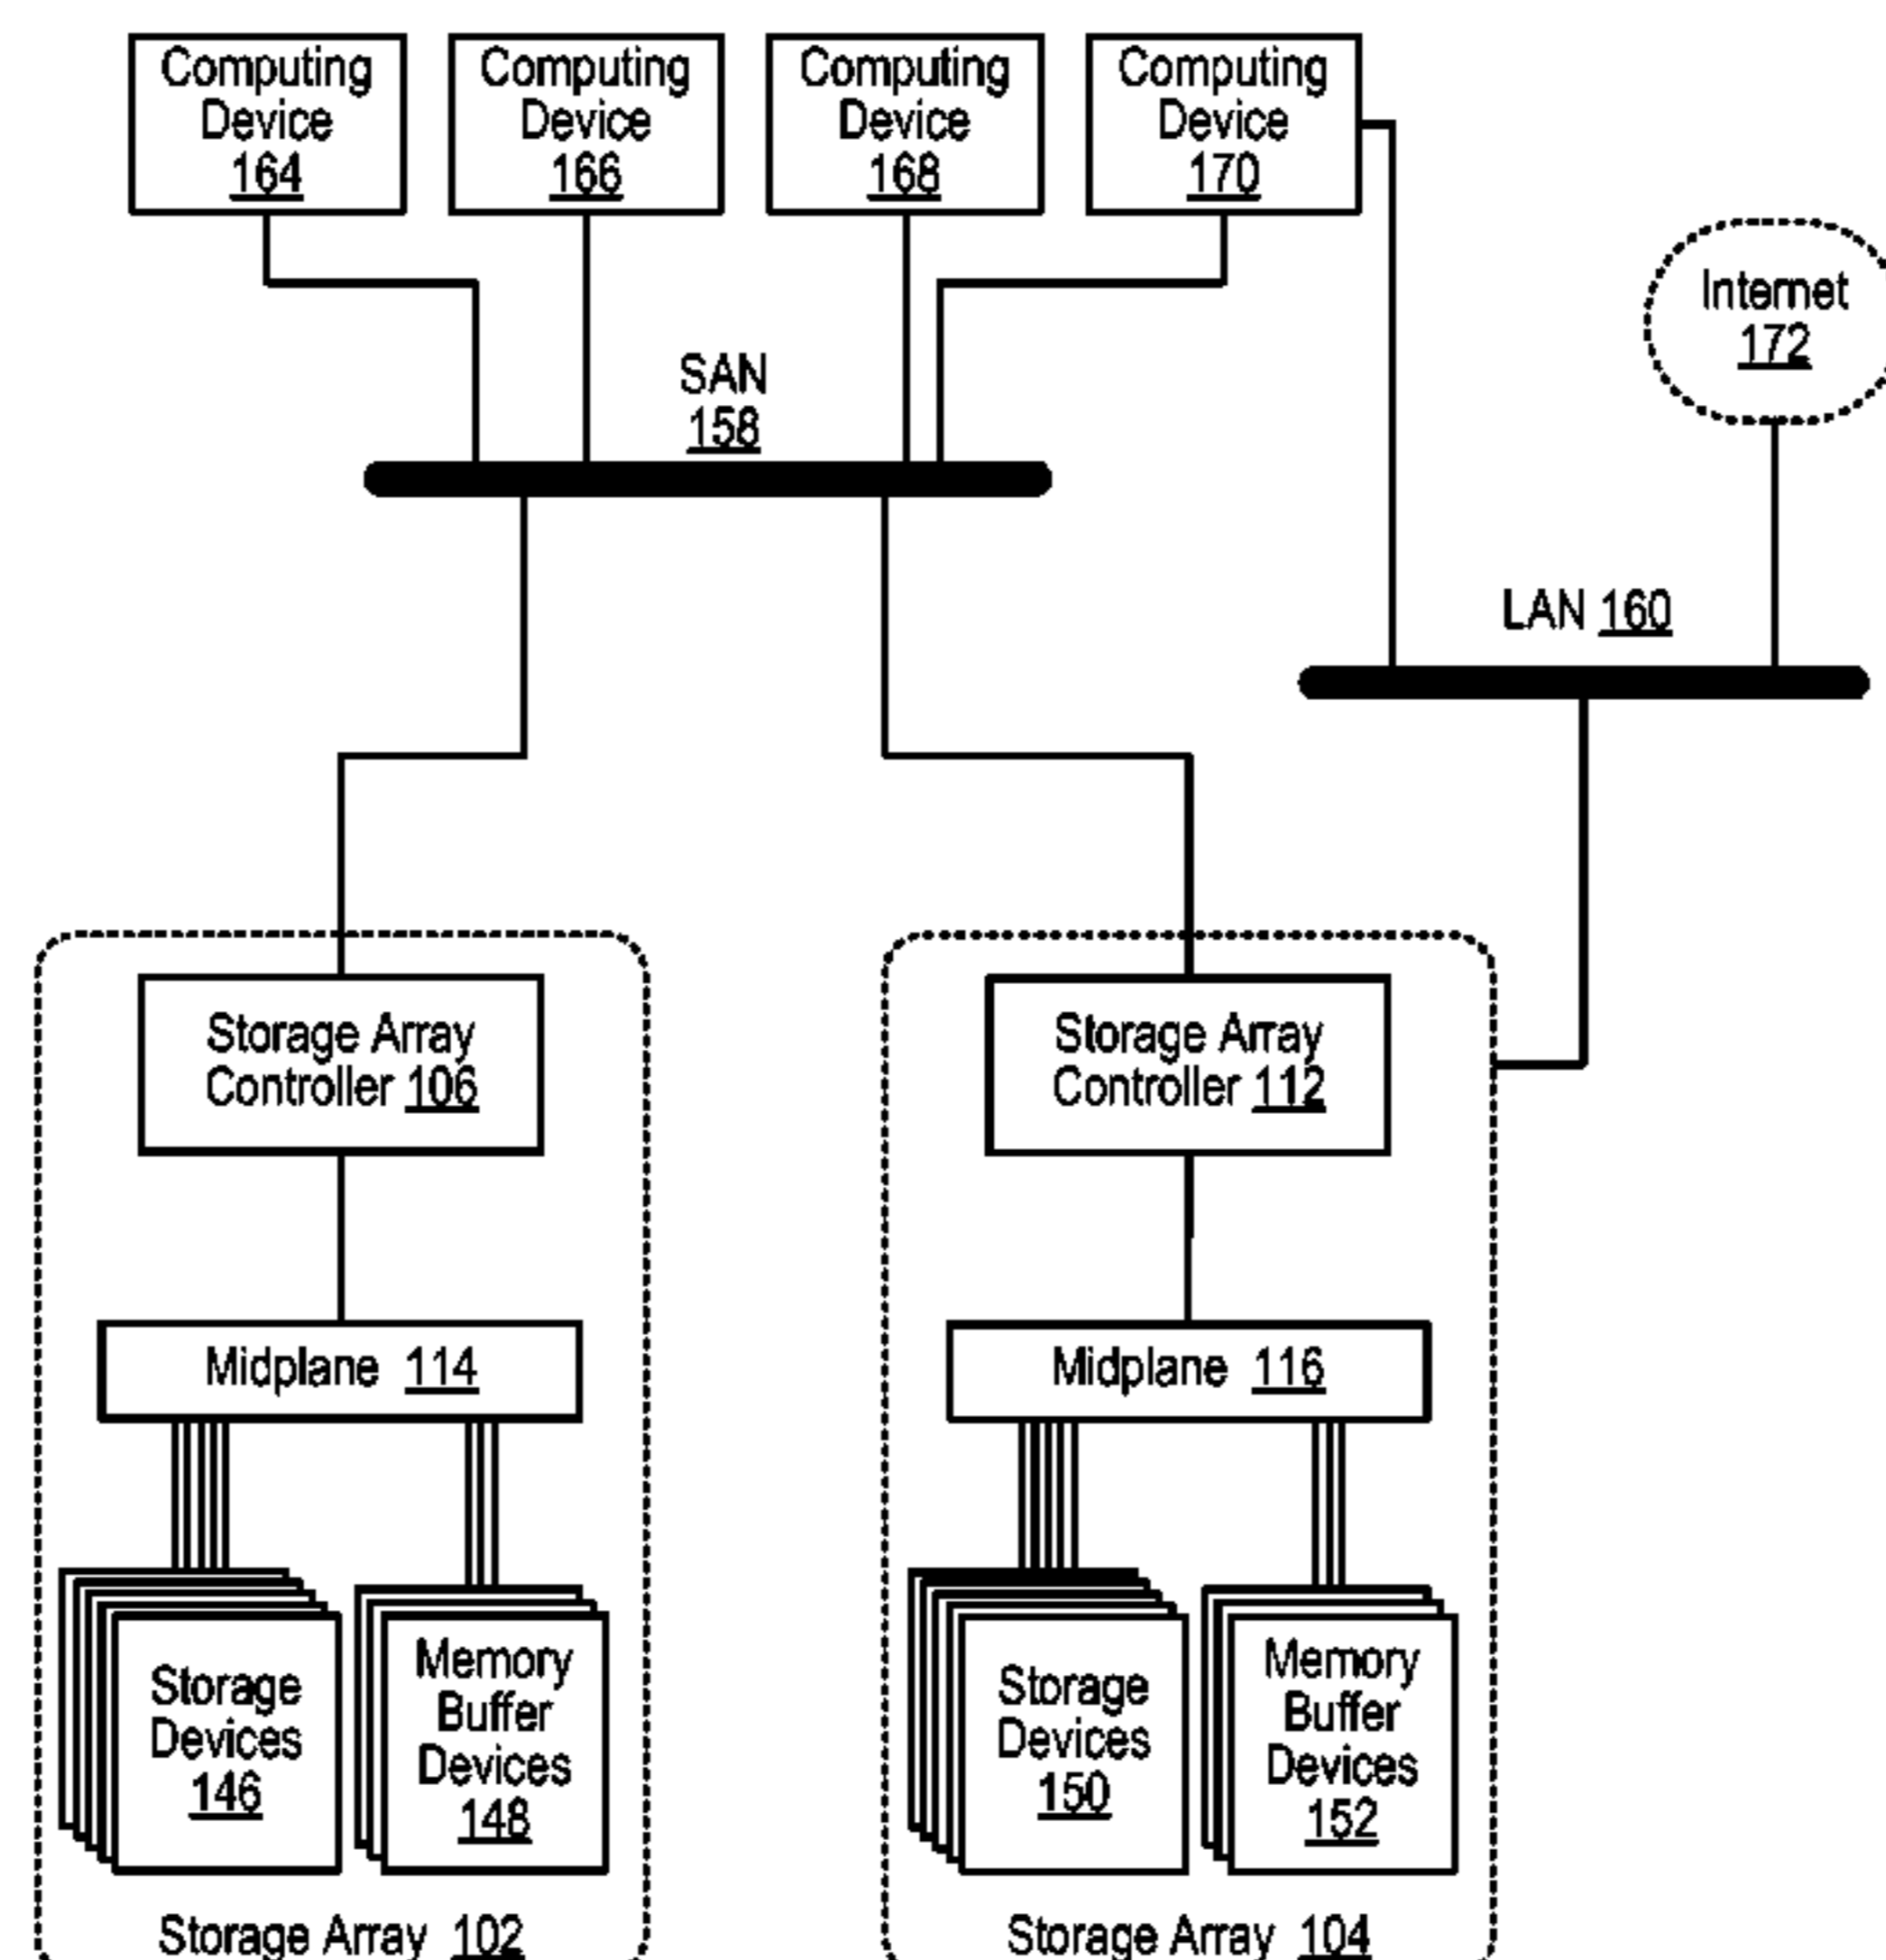 Computing
Device
164
Computing
Device
166
Computing
Device
168
Computing
Device
170
Internet
172
SAN
158
LAN 160
Storage Array
Controller 106
Storage Array
Controller 112
Midplane 114
Midplane 116
Storage
Devices
146
Memory
Buffer
Devices
148
Storage
Devices
150
Memory
Buffer
Devices
152
Storage Array 102
Storage Array 104